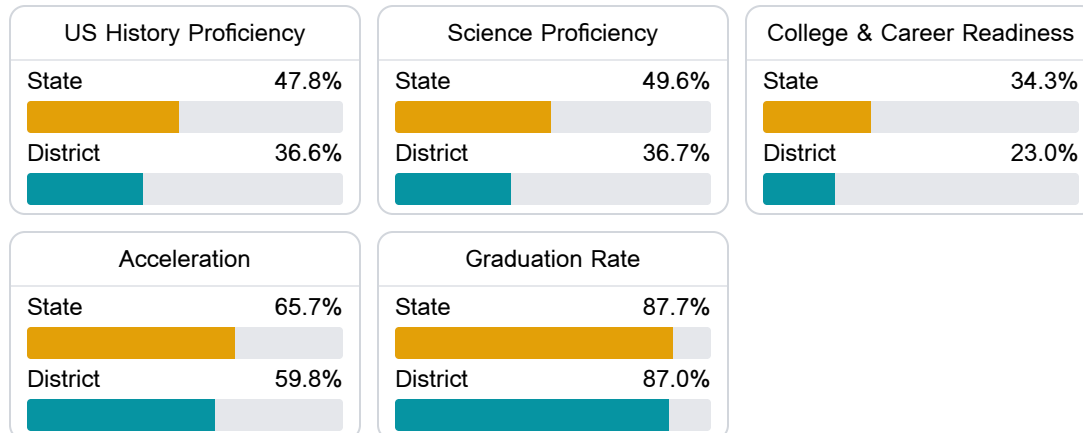 US History Proficiency
State 47.8%
District 36.6%
Science Proficiency
State 49.6%
District 36.7%
College & Career Readiness
State 34.3%
District 23.0%
Acceleration
State 65.7%
District 59.8%
Graduation Rate
State 87.7%
District 87.0%